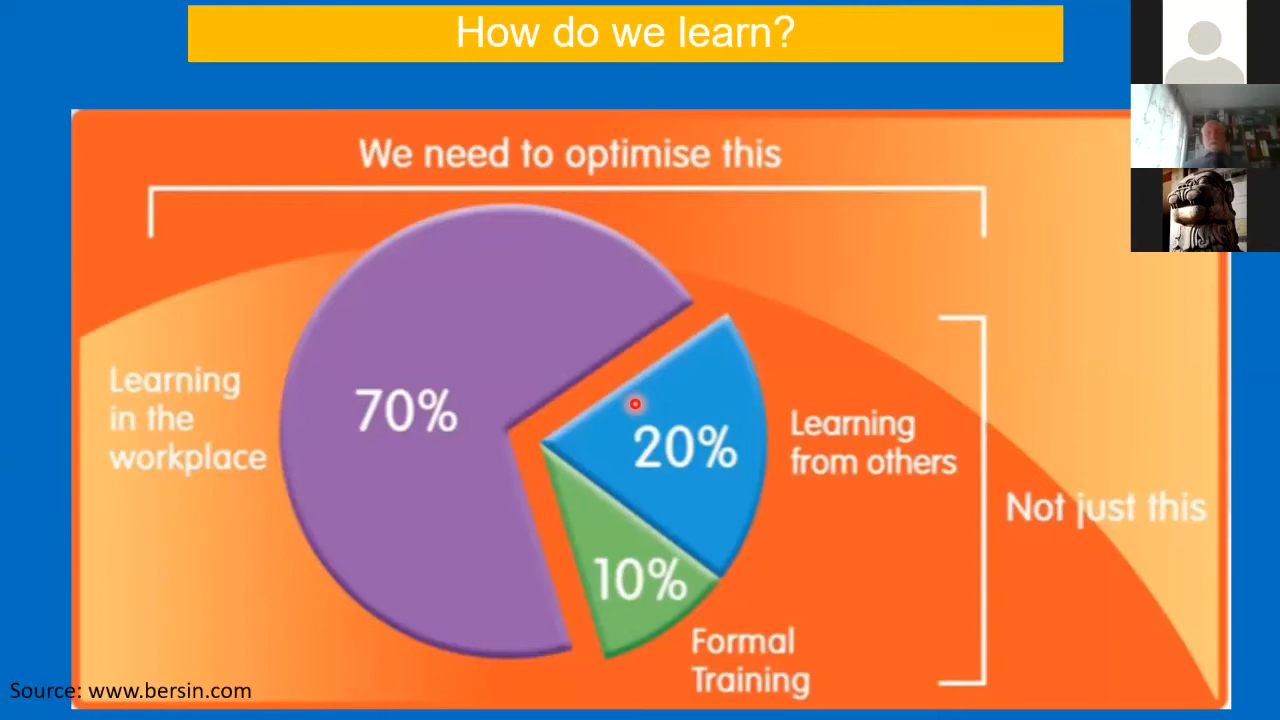 How do we learn?
We need to optimise this
Learning
in the
workplace
70%
20%
Learning
from others
Not just this
10%
Formal
Training
Source: www.bersin.com